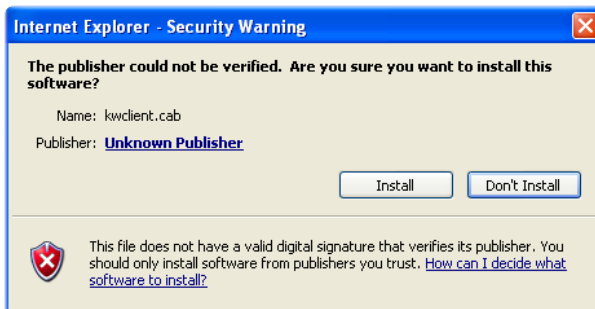 Internet Explorer - Security Warning
The publisher could not be verified.  Are you sure you want to install this
software?
Name: kwclient.cab
Publisher: Unknown Publisher
Install
Don't Install
This file does not have a valid digital signature that verifies its publisher. You
should only install software from publishers you trust. How can I decide what
software to install?